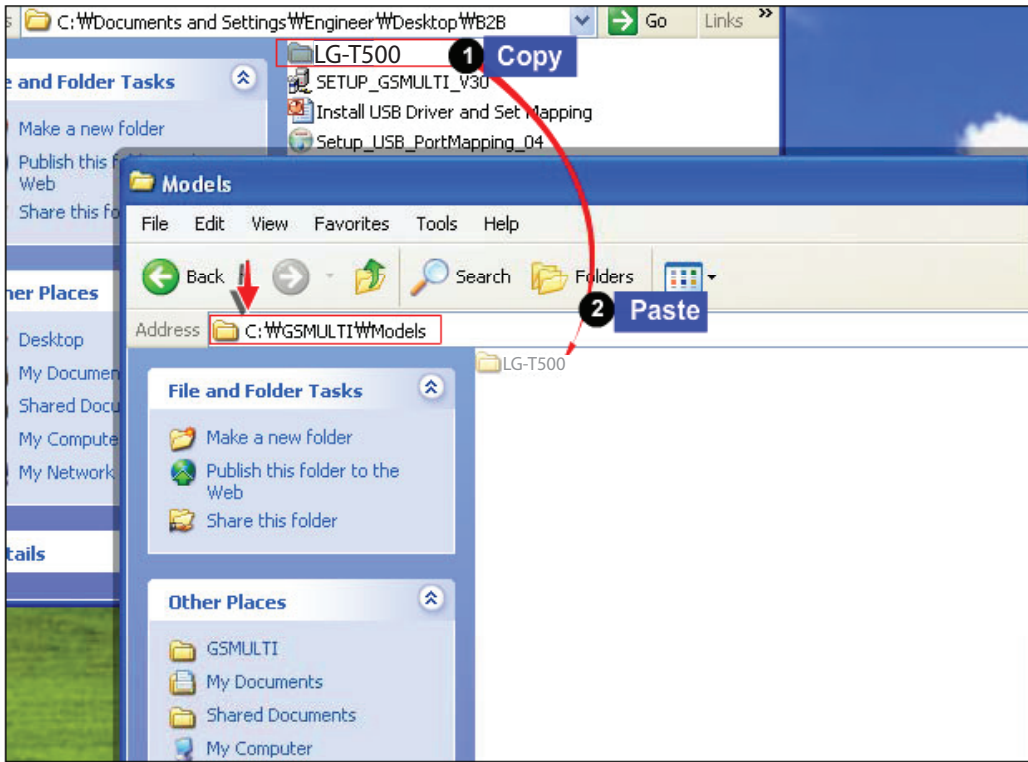 s C:₩Documents and Settings₩Engineer₩Desktop₩B2B Go Links »
LG-T500 1 Copy
SETUP_GSMULTI_V30
Install USB Driver and Set Mapping
Setup_USB_PortMapping_04
e and Folder Tasks
Make a new folder
Publish this f
Web
Share this fo
her Places
Desktop
My Documen
Shared Docu
My Compute
My Network
tails
Models
File Edit View Favorites Tools Help
Back Search Folders
2 Paste
Address C:₩GSMULTI₩Models
LG-T500
File and Folder Tasks
Make a new folder
Publish this folder to the
Web
Share this folder
Other Places
GSMULTI
My Documents
Shared Documents
My Computer